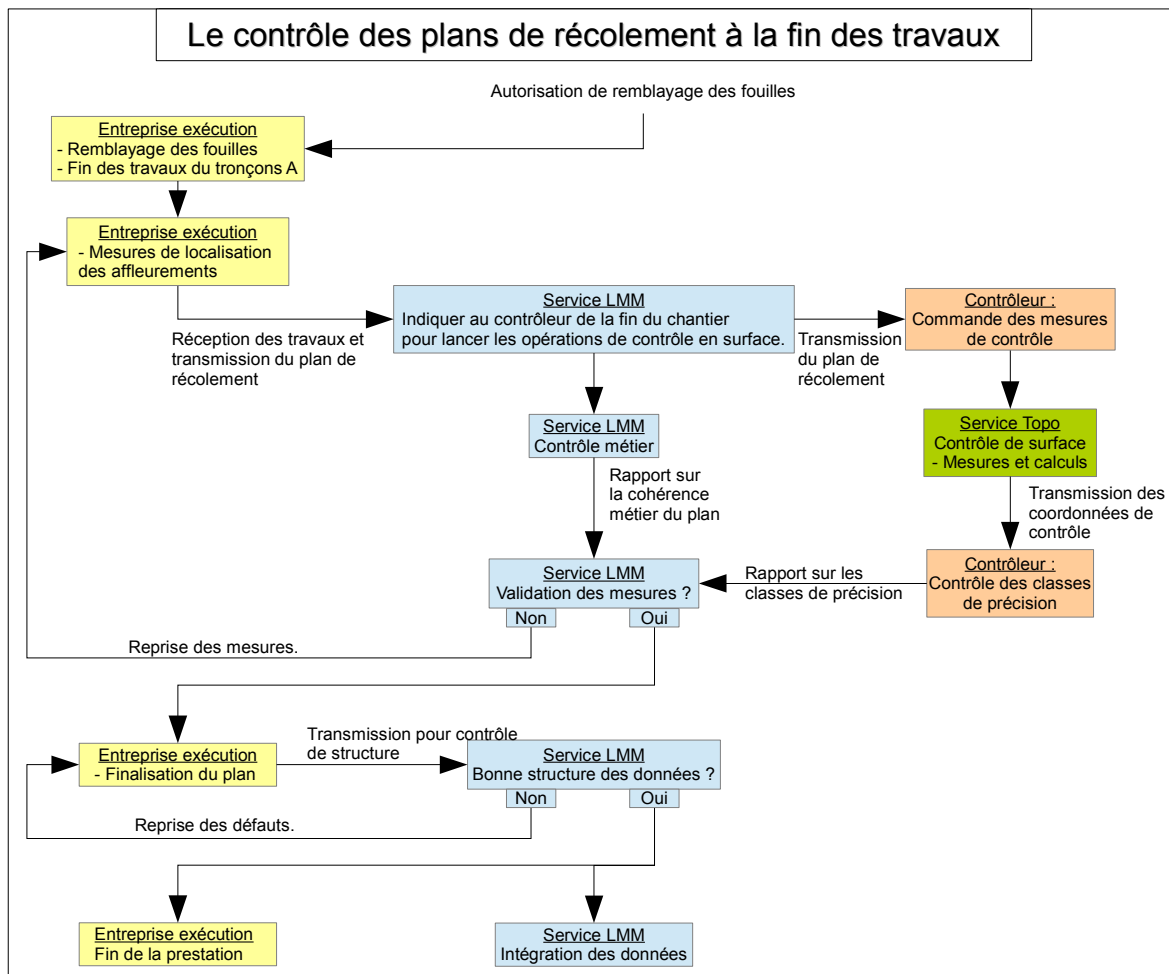 Le contrôle des plans de récolement à la fin des travaux
Autorisation de remblayage des fouilles
Entreprise exécution
- Remblayage des fouilles
- Fin des travaux du tronçons A
Entreprise exécution
- Mesures de localisation
des affleurements
Réception des travaux et
transmission du plan de
récolement
Service LMM
Indiquer au contrôleur de la fin du chantier
pour lancer les opérations de contrôle en surface.
Transmission
du plan de
récolement
Contrôleur :
Commande des mesures
de contrôle
Service LMM
Contrôle métier
Service Topo
Contrôle de surface
- Mesures et calculs
Rapport sur
la cohérence
métier du plan
Transmission des
coordonnées de
contrôle
Service LMM
Validation des mesures ?
Non
Oui
Rapport sur les
classes de précision
Contrôleur :
Contrôle des classes
de précision
Reprise des mesures.
Entreprise exécution
- Finalisation du plan
Transmission pour contrôle
de structure
Service LMM
Bonne structure des données ?
Non
Oui
Reprise des défauts.
Entreprise exécution
Fin de la prestation
Service LMM
Intégration des données